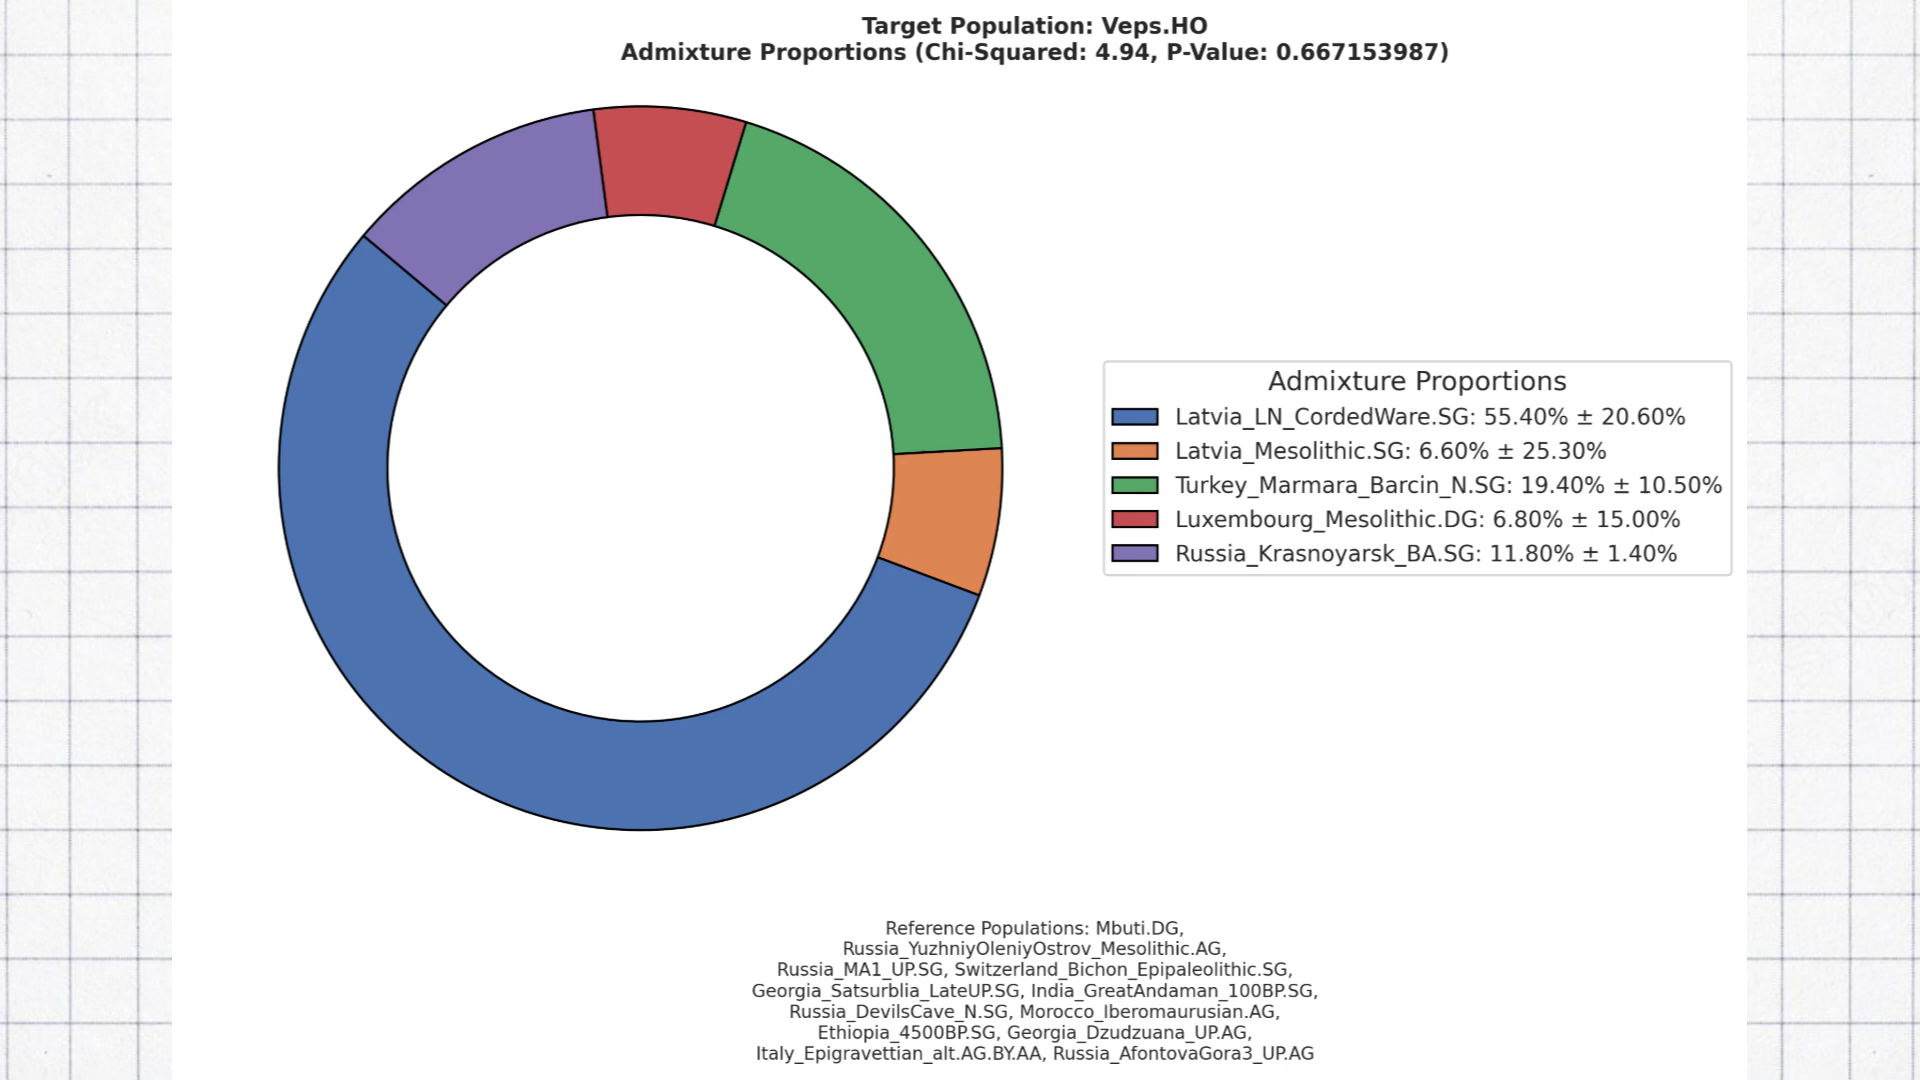 Target Population: Veps.HO
Admixture Proportions (Chi-Squared: 4.94, P-Value: 0.667153987)
Admixture Proportions
Latvia_LN_CordedWare.SG: 55.40% ± 20.60%
Latvia_Mesolithic.SG: 6.60% ± 25.30%
Turkey_Marmara_Barcin_N.SG: 19.40% ± 10.50%
Luxembourg_Mesolithic.DG: 6.80% ± 15.00%
Russia_Krasnoyarsk_BA.SG: 11.80% ± 1.40%
Reference Populations: Mbuti.DG,
Russia_YuzhniyOleniyOstrov_Mesolithic.AG,
Russia_MA1_UP.SG, Switzerland_Bichon_Epipaleolithic.SG,
Georgia_Satsurblia_LateUP.SG, India_GreatAndaman_100BP.SG,
Russia_DevilsCave_N.SG, Morocco_Iberomaurusian.AG,
Ethiopia_4500BP.SG, Georgia_Dzudzuana_UP.AG,
Italy_Epigravettian_alt.AG.BY.AA, Russia_AfontovaGora3_UP.AG